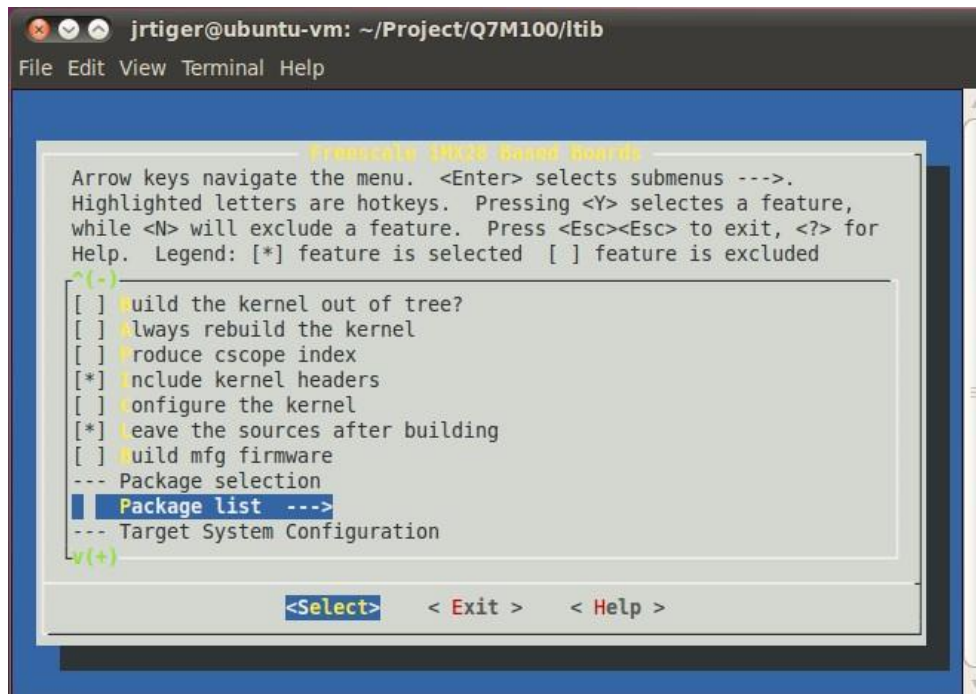 jrtiger@ubuntu-vm: ~/Project/Q7M100/ltib
File Edit View Terminal Help
Freescale iMX28 Based Boards
Arrow keys navigate the menu. <Enter> selects submenus --->.
Highlighted letters are hotkeys. Pressing <Y> selectes a feature,
while <N> will exclude a feature. Press <Esc><Esc> to exit, <?> for
Help. Legend: [*] feature is selected [ ] feature is excluded
^(-)
[ ] Build the kernel out of tree?
[ ] Always rebuild the kernel
[ ] Produce cscope index
[*] Include kernel headers
[ ] Configure the kernel
[*] Leave the sources after building
[ ] Build mfg firmware
--- Package selection
Package list --->
--- Target System Configuration
v(+)
<Select> < Exit > < Help >